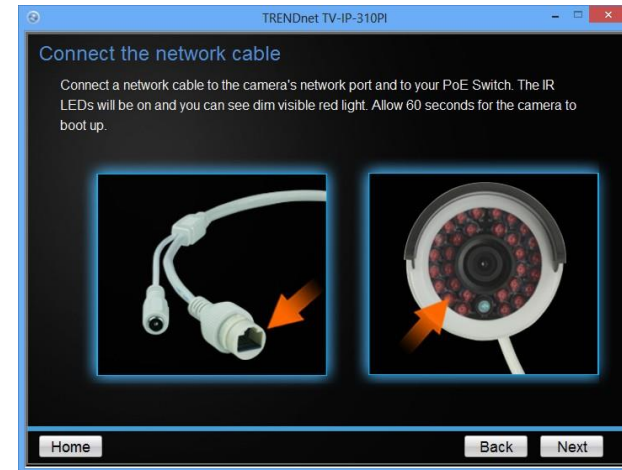 TRENDnet TV-IP-310PI
Connect the network cable
Connect a network cable to the camera's network port and to your PoE Switch. The IR
LEDs will be on and you can see dim visible red light. Allow 60 seconds for the camera to
boot up.
Home
Back
Next